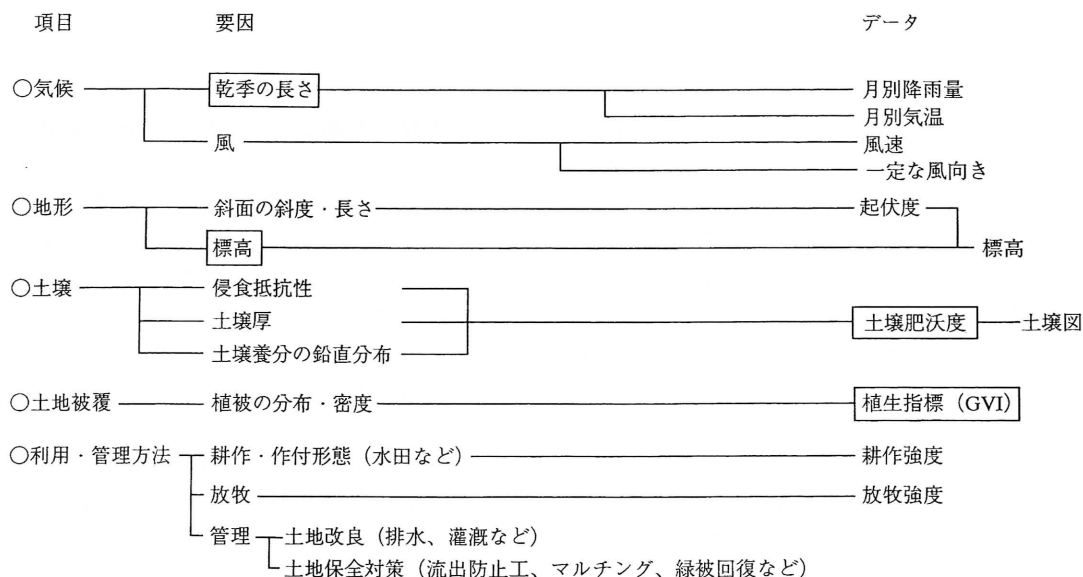 項目 要因 データ
○気候 乾季の長さ 月別降雨量
月別気温
風 風速
一定な風向き
○地形 斜面の斜度・長さ 起伏度
標高 標高
○土壌 侵食抵抗性
土壌厚 土壌肥沃度 土壌図
土壌養分の鉛直分布
○土地被覆 植被の分布・密度 植生指標（GVI）
○利用・管理方法 耕作・作付形態（水田など） 耕作強度
放牧 放牧強度
管理 土地改良（排水、灌漑など）
土地保全対策（流出防止工、マルチング、緑被回復など）